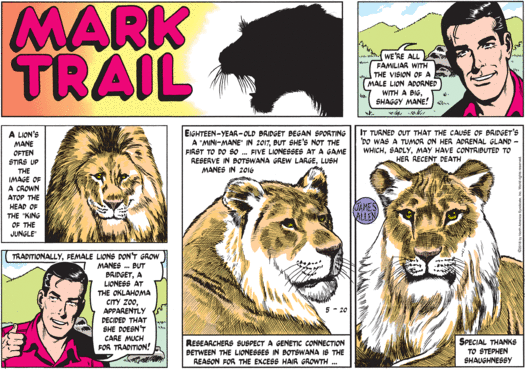 MARK
TRAIL
WE'RE ALL
FAMILIAR WITH
THE VISION OF A
MALE LION ADORNED
WITH A BIG,
SHAGGY MANE!
A LION'S
MANE
OFTEN
STIRS UP
THE
IMAGE OF
A CROWN
ATOP THE
HEAD OF
THE "KING
OF THE
JUNGLE"
TRADITIONALLY, FEMALE LIONS DON'T GROW
MANES ... BUT
BRIDGET, A
LIONESS AT
THE OKLAHOMA
CITY ZOO,
APPARENTLY
DECIDED THAT
SHE DOESN'T
CARE MUCH
FOR TRADITION!
EIGHTEEN-YEAR-OLD BRIDGET BEGAN SPORTING
A "MINI-MANE" IN 2017, BUT SHE'S NOT THE
FIRST TO DO SO ... FIVE LIONESSES AT A GAME
RESERVE IN BOTSWANA GREW LARGE, LUSH
MANES IN 2016
5 - 20
RESEARCHERS SUSPECT A GENETIC CONNECTION
BETWEEN THE LIONESSES IN BOTSWANA IS THE
REASON FOR THE EXCESS HAIR GROWTH ...
IT TURNED OUT THAT THE CAUSE OF BRIDGET'S
'DO WAS A TUMOR ON HER ADRENAL GLAND -
WHICH, SADLY, MAY HAVE CONTRIBUTED TO
HER RECENT DEATH
JAMES
ALLEN
SPECIAL THANKS
TO STEPHEN
SHAUGHNESSY